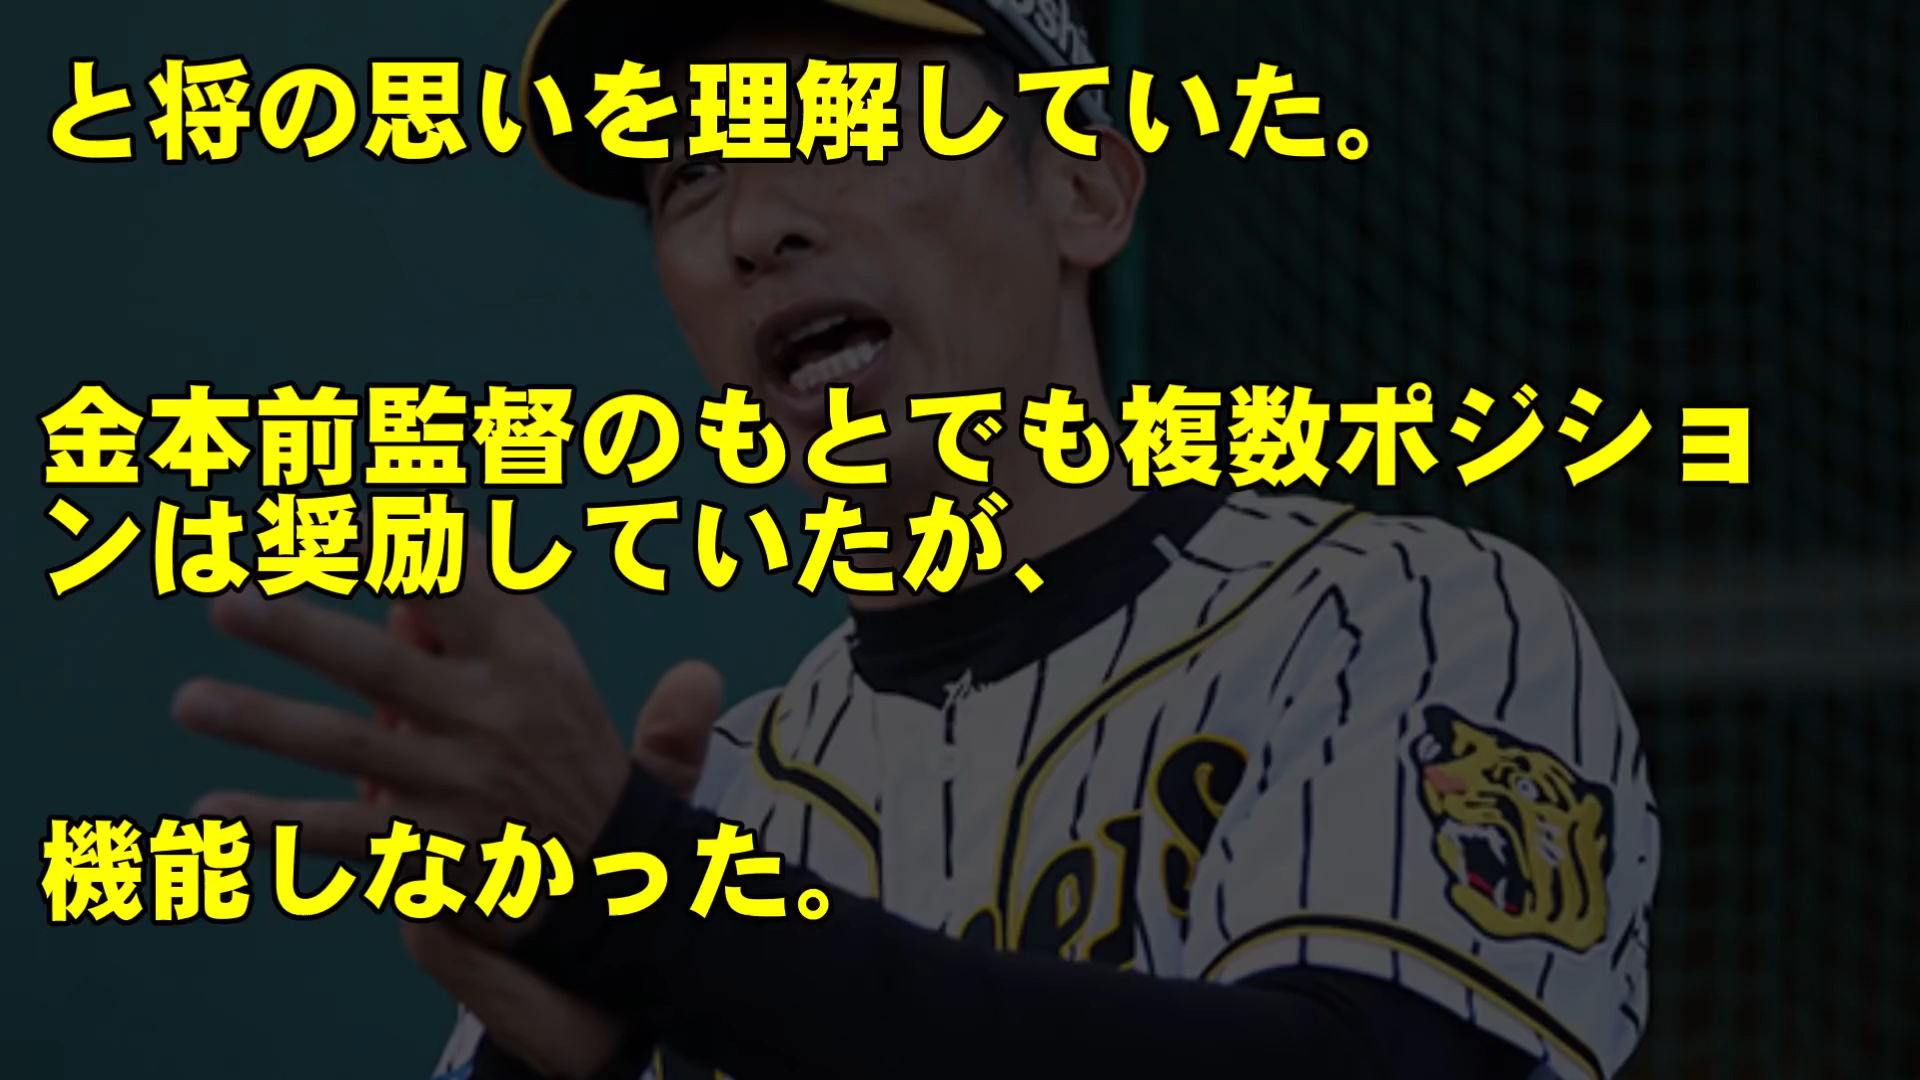 と将の思いを理解していた。
金本前監督のもとでも複数ポジショ
ンは奨励していたが、
機能しなかった。